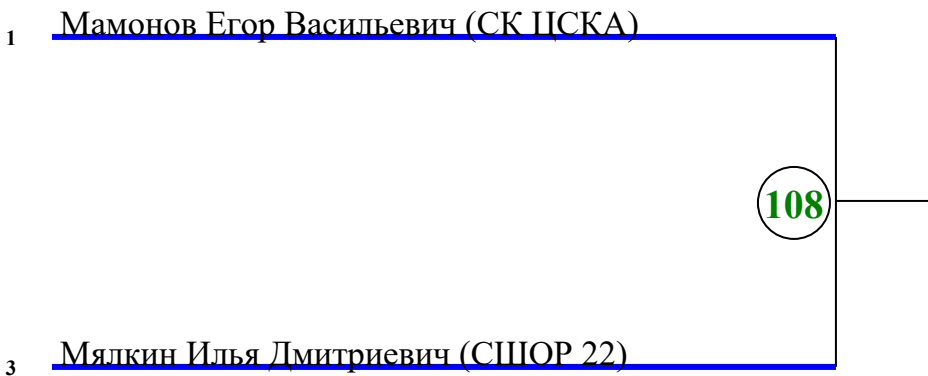 1 Мамонов Егор Васильевич (СК ЦСКА)
108
3 Мялкин Илья Дмитриевич (СШОР 22)